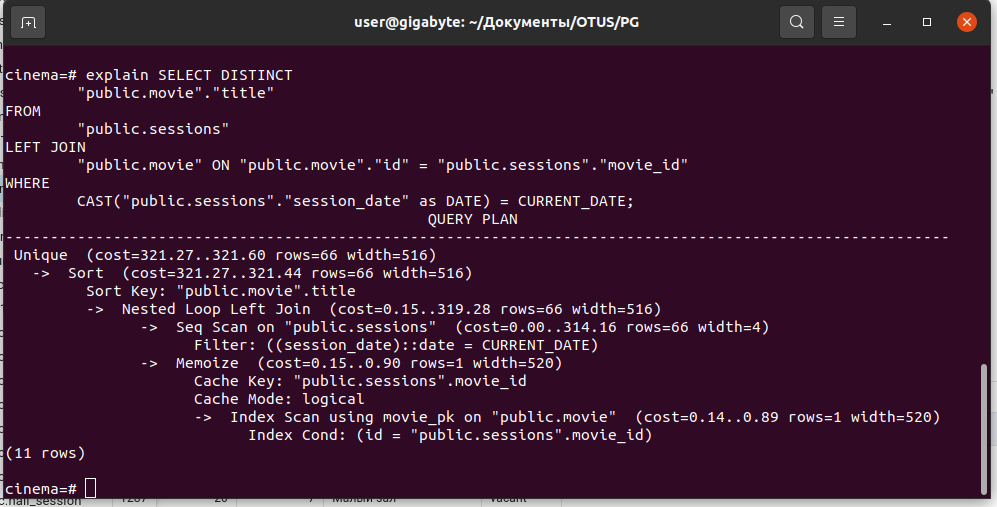 user@gigabyte: ~/Документы/OTUS/PG
cinema=# explain SELECT DISTINCT
"public.movie"."title"
FROM
"public.sessions"
LEFT JOIN
"public.movie" ON "public.movie"."id" = "public.sessions"."movie_id"
WHERE
CAST("public.sessions"."session_date" as DATE) = CURRENT_DATE;
QUERY PLAN
---------------------------------------------------------------------------------------------------------
Unique  (cost=321.27..321.60 rows=66 width=516)
->  Sort  (cost=321.27..321.44 rows=66 width=516)
Sort Key: "public.movie".title
->  Nested Loop Left Join  (cost=0.15..319.28 rows=66 width=516)
->  Seq Scan on "public.sessions"  (cost=0.00..314.16 rows=66 width=4)
Filter: ((session_date)::date = CURRENT_DATE)
->  Memoize  (cost=0.15..0.90 rows=1 width=520)
Cache Key: "public.sessions".movie_id
Cache Mode: logical
->  Index Scan using movie_pk on "public.movie"  (cost=0.14..0.89 rows=1 width=520)
Index Cond: (id = "public.sessions".movie_id)
(11 rows)
cinema=#